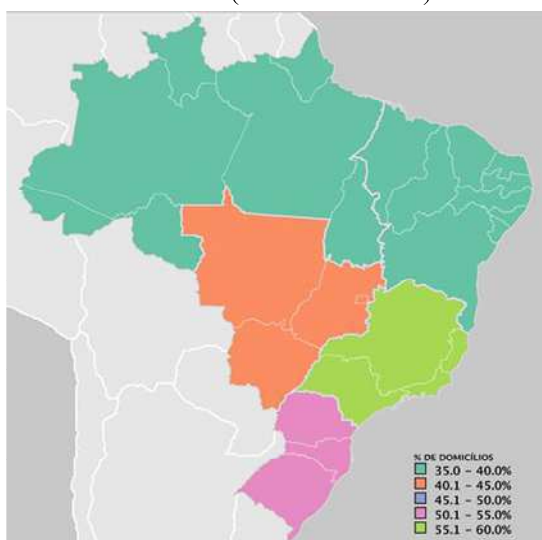 % DE DOMICÍLIOS
35.0 – 40.0%
40.1 – 45.0%
45.1 – 50.0%
50.1 – 55.0%
55.1 – 60.0%